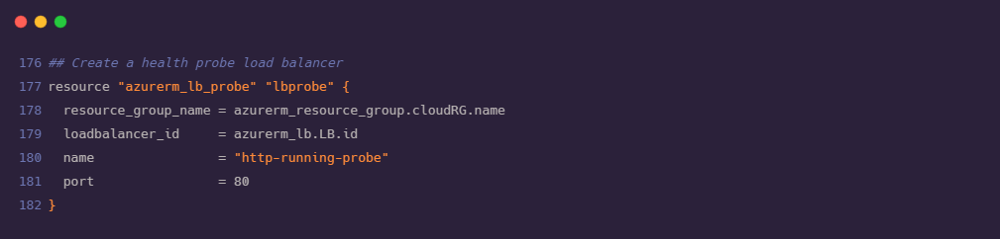 176 ## Create a health probe load balancer
177 resource "azurerm_lb_probe" "lbprobe" {
178   resource_group_name = azurerm_resource_group.cloudRG.name
179   loadbalancer_id     = azurerm_lb.LB.id
180   name                = "http-running-probe"
181   port                = 80
182 }